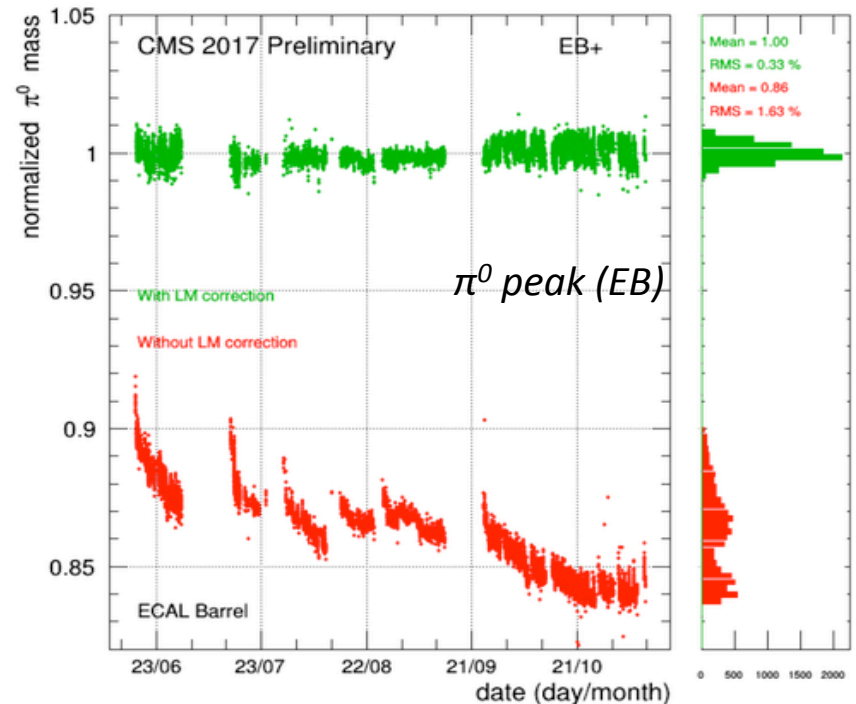 CMS 2017 Preliminary
EB+
normalized π⁰ mass
1.05
1
0.95
0.9
0.85
π⁰ peak (EB)
With LM correction
Without LM correction
ECAL Barrel
23/06 23/07 22/08 21/09 21/10
date (day/month)
Mean = 1.00
RMS = 0.33 %
Mean = 0.86
RMS = 1.63 %
0 500 1000 1500 2000